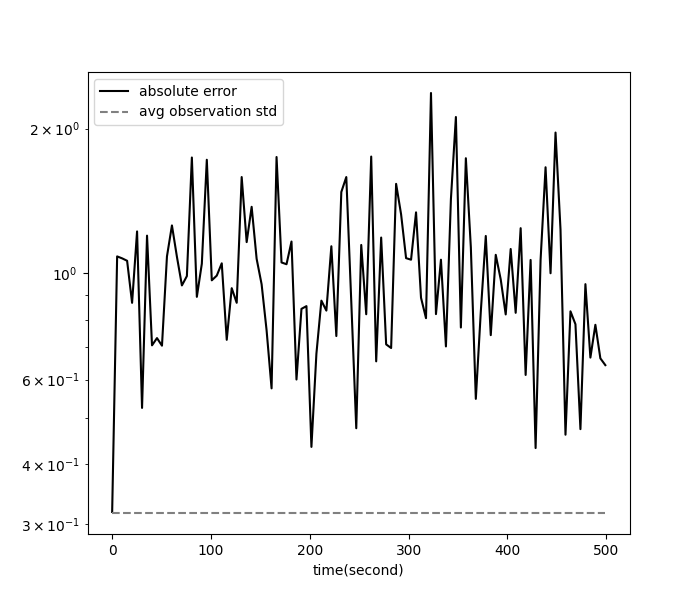 absolute error
avg observation std
2 × 10⁰
10⁰
6 × 10⁻¹
4 × 10⁻¹
3 × 10⁻¹
0 100 200 300 400 500
time(second)